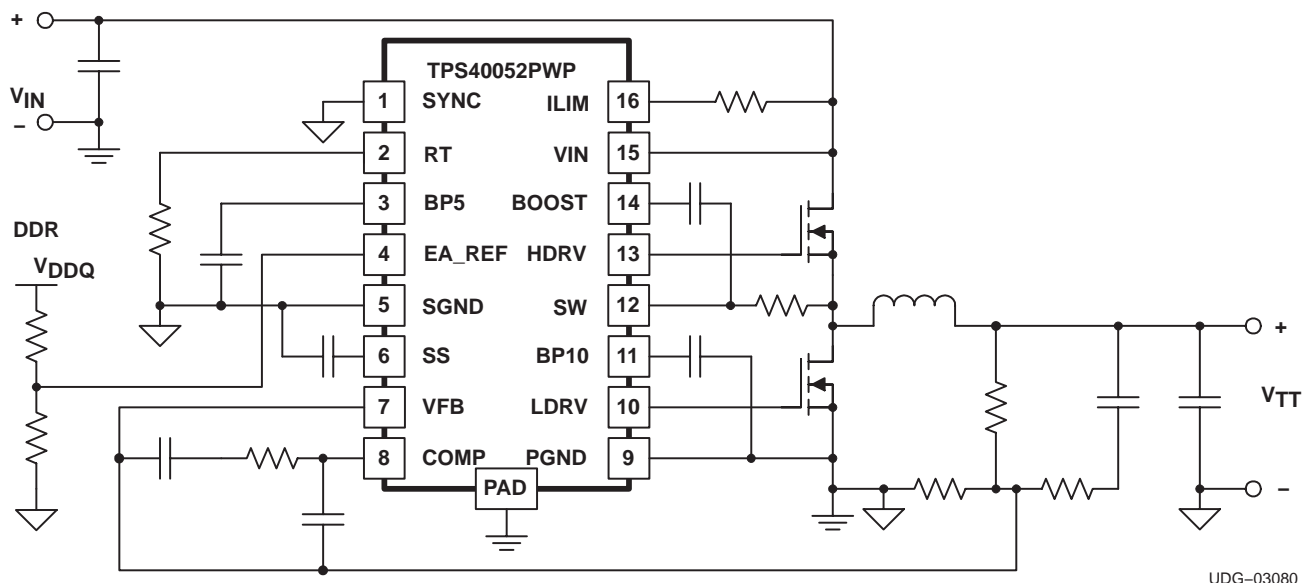 +
VIN
−
DDR
VDDQ
TPS40052PWP
1 SYNC
2 RT
3 BP5
4 EA_REF
5 SGND
6 SS
7 VFB
8 COMP
ILIM 16
VIN 15
BOOST 14
HDRV 13
SW 12
BP10 11
LDRV 10
PGND 9
PAD
+
VTT
−
UDG−03080